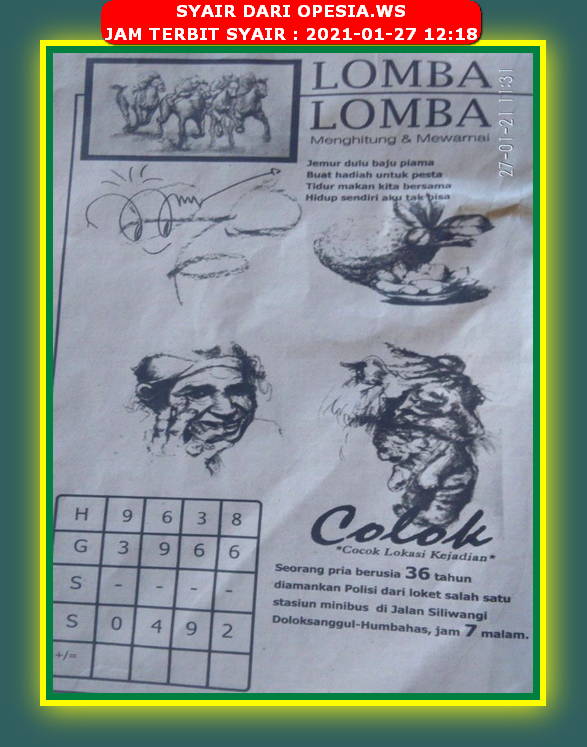 SYAIR DARI OPESIA.WS
JAM TERBIT SYAIR : 2021-01-27 12:18
LOMBA
LOMBA
Menghitung & Mewarnai
27-01-21 11:31
Jemur dulu baju piama
Buat hadiah untuk pesta
Tidur makan kita bersama
Hidup sendiri aku tak bisa
H 9 6 3 8
G 3 9 6 6
S - - - -
S 0 4 9 2
+/=
Colok
*Cocok Lokasi Kejadian*
Seorang pria berusia 36 tahun
diamankan Polisi dari loket salah satu
stasiun minibus di Jalan Siliwangi
Doloksanggul-Humbahas, jam 7 malam.